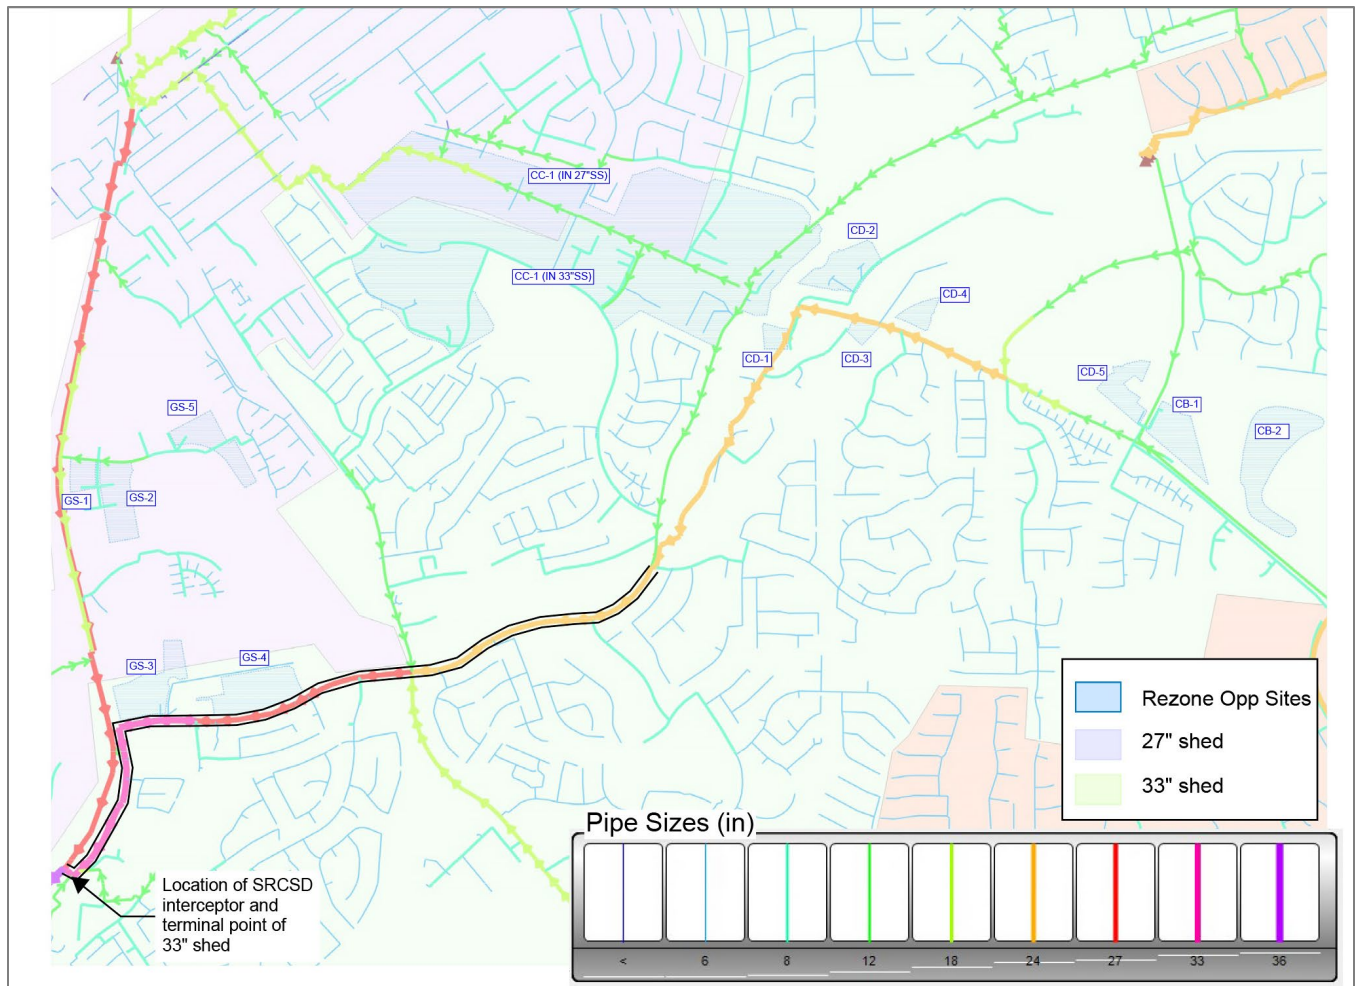 CC-1 (IN 27"SS)
CD-2
CC-1 (IN 33"SS)
CD-4
CD-1
CD-3
CD-5
GS-5
CB-1
CB-2
GS-1
GS-2
GS-3
GS-4
Rezone Opp Sites
27" shed
33" shed
Pipe Sizes (in)
Location of SRCSD
interceptor and
terminal point of
33" shed
< 6 8 12 18 24 27 33 36